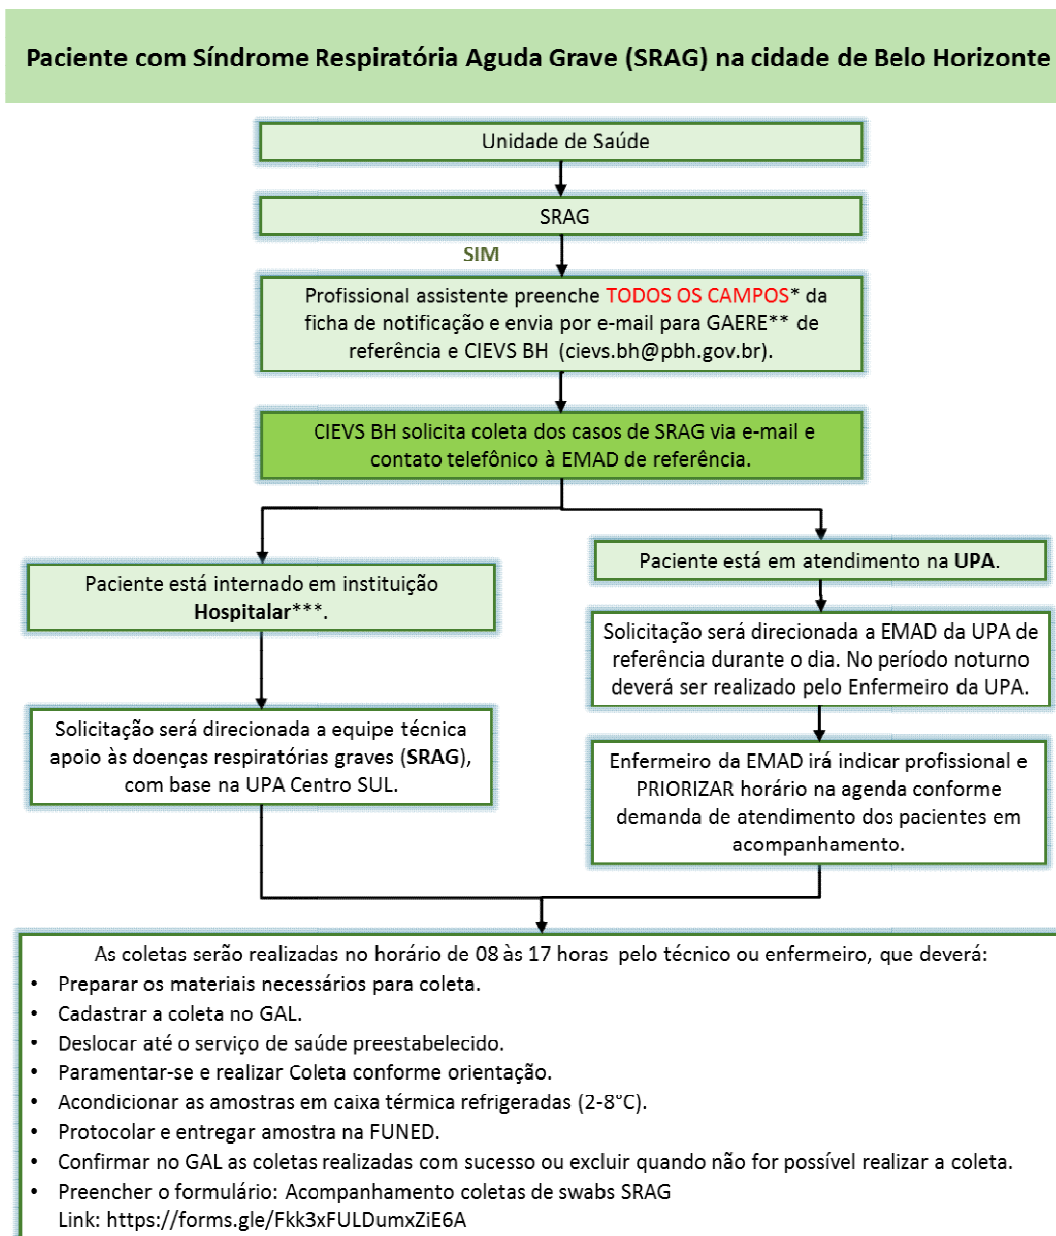 Paciente com Síndrome Respiratória Aguda Grave (SRAG) na cidade de Belo Horizonte
Unidade de Saúde
SRAG
SIM
Profissional assistente preenche TODOS OS CAMPOS* da
ficha de notificação e envia por e-mail para GAERE** de
referência e CIEVS BH (cievs.bh@pbh.gov.br).
CIEVS BH solicita coleta dos casos de SRAG via e-mail e
contato telefônico à EMAD de referência.
Paciente está internado em instituição
Hospitalar***.
Solicitação será direcionada a equipe técnica
apoio às doenças respiratórias graves (SRAG),
com base na UPA Centro SUL.
Paciente está em atendimento na UPA.
Solicitação será direcionada a EMAD da UPA de
referência durante o dia. No período noturno
deverá ser realizado pelo Enfermeiro da UPA.
Enfermeiro da EMAD irá indicar profissional e
PRIORIZAR horário na agenda conforme
demanda de atendimento dos pacientes em
acompanhamento.
As coletas serão realizadas no horário de 08 às 17 horas pelo técnico ou enfermeiro, que deverá:
• Preparar os materiais necessários para coleta.
• Cadastrar a coleta no GAL.
• Deslocar até o serviço de saúde preestabelecido.
• Paramentar-se e realizar Coleta conforme orientação.
• Acondicionar as amostras em caixa térmica refrigeradas (2-8°C).
• Protocolar e entregar amostra na FUNED.
• Confirmar no GAL as coletas realizadas com sucesso ou excluir quando não for possível realizar a coleta.
• Preencher o formulário: Acompanhamento coletas de swabs SRAG
Link: https://forms.gle/Fkk3xFULDumxZiE6A